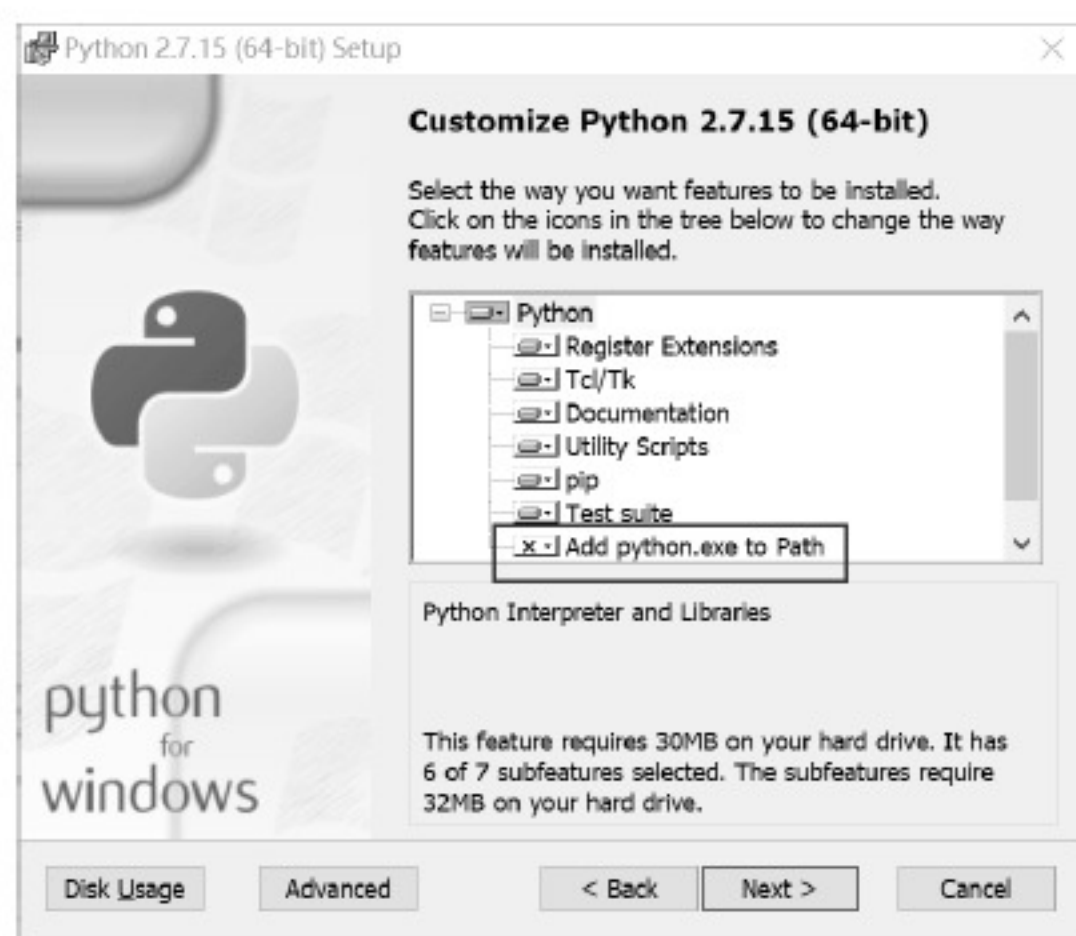 Python 2.7.15 (64-bit) Setup
Customize Python 2.7.15 (64-bit)
Select the way you want features to be installed.
Click on the icons in the tree below to change the way
features will be installed.
Python
Register Extensions
Tcl/Tk
Documentation
Utility Scripts
pip
Test suite
Add python.exe to Path
Python Interpreter and Libraries
This feature requires 30MB on your hard drive. It has
6 of 7 subfeatures selected. The subfeatures require
32MB on your hard drive.
python
for
windows
Disk Usage
Advanced
< Back
Next >
Cancel